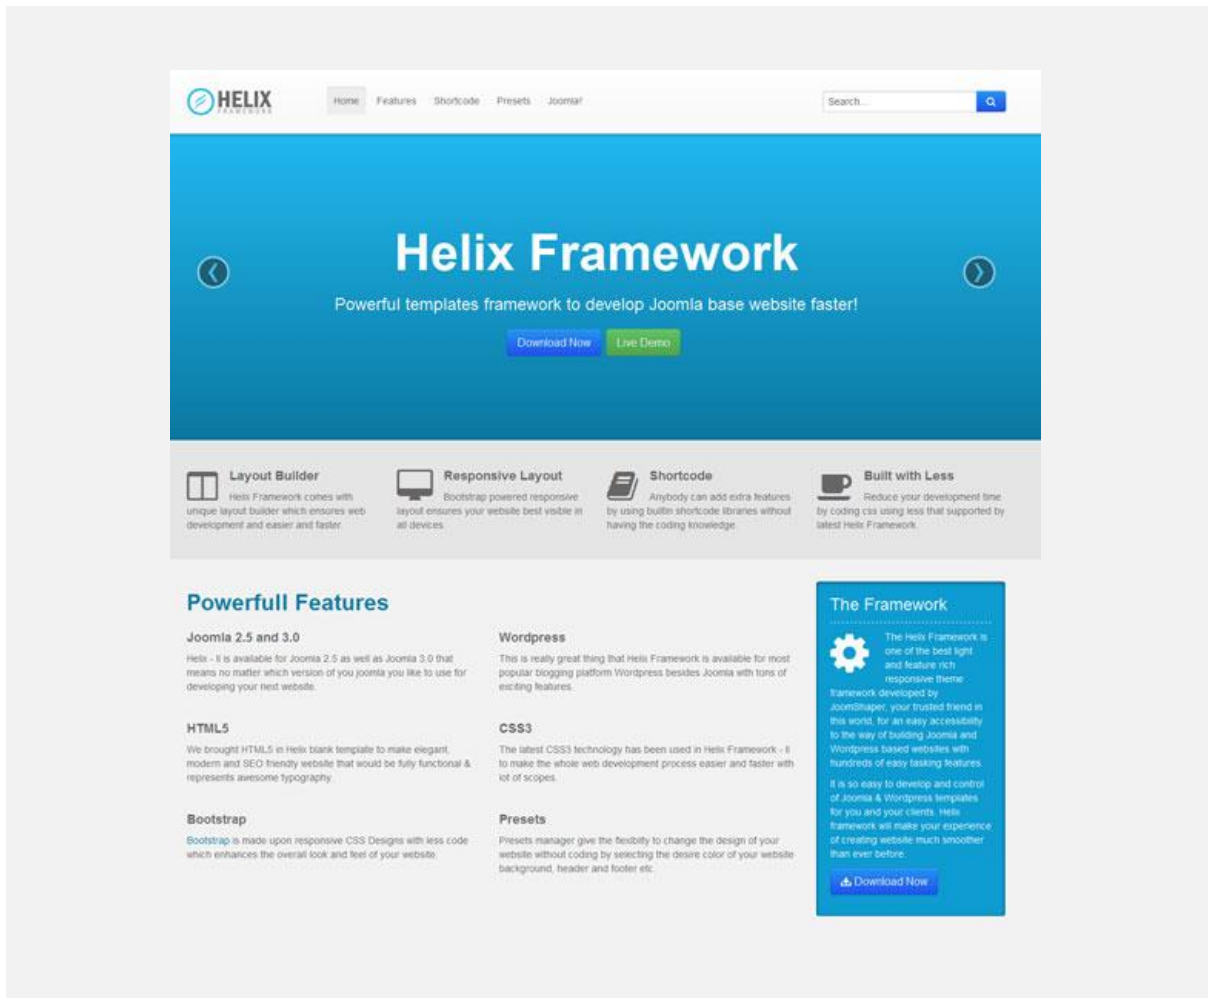 HELIX
FRAMEWORK
Home Features Shortcode Presets Joomla!
Search...
Helix Framework
Powerful templates framework to develop Joomla base website faster!
Download Now Live Demo
Layout Builder
Helix Framework comes with
unique layout builder which ensures web
development and easier and faster.
Responsive Layout
Bootstrap powered responsive
layout ensures your website best visible in
all devices.
Shortcode
Anybody can add extra features
by using builtin shortcode libraries without
having the coding knowledge.
Built with Less
Reduce your development time
by coding css using less that supported by
latest Helix Framework.
Powerfull Features
Joomla 2.5 and 3.0
Helix - II is available for Joomla 2.5 as well as Joomla 3.0 that
means no matter which version of you joomla you like to use for
developing your next website.
Wordpress
This is really great thing that Helix Framework is available for most
popular blogging platform Wordpress besides Joomla with tons of
exciting features.
HTML5
We brought HTML5 in Helix blank template to make elegant,
modern and SEO friendly website that would be fully functional &
represents awesome typography.
CSS3
The latest CSS3 technology has been used in Helix Framework - II
to make the whole web development process easier and faster with
lot of scopes.
Bootstrap
Bootstrap is made upon responsive CSS Designs with less code
which enhances the overall look and feel of your website.
Presets
Presets manager give the flexibilty to change the design of your
website without coding by selecting the desire color of your website
background, header and footer etc.
The Framework
The Helix Framework is
one of the best light
and feature rich
responsive theme
framework developed by
JoomShaper, your trusted friend in
this world, for an easy accessibility
to the way of building Joomla and
Wordpress based websites with
hundreds of easy tasking features.
It is so easy to develop and control
of Joomla & Wordpress templates
for you and your clients. Helix
framework will make your experience
of creating website much smoother
than ever before.
Download Now